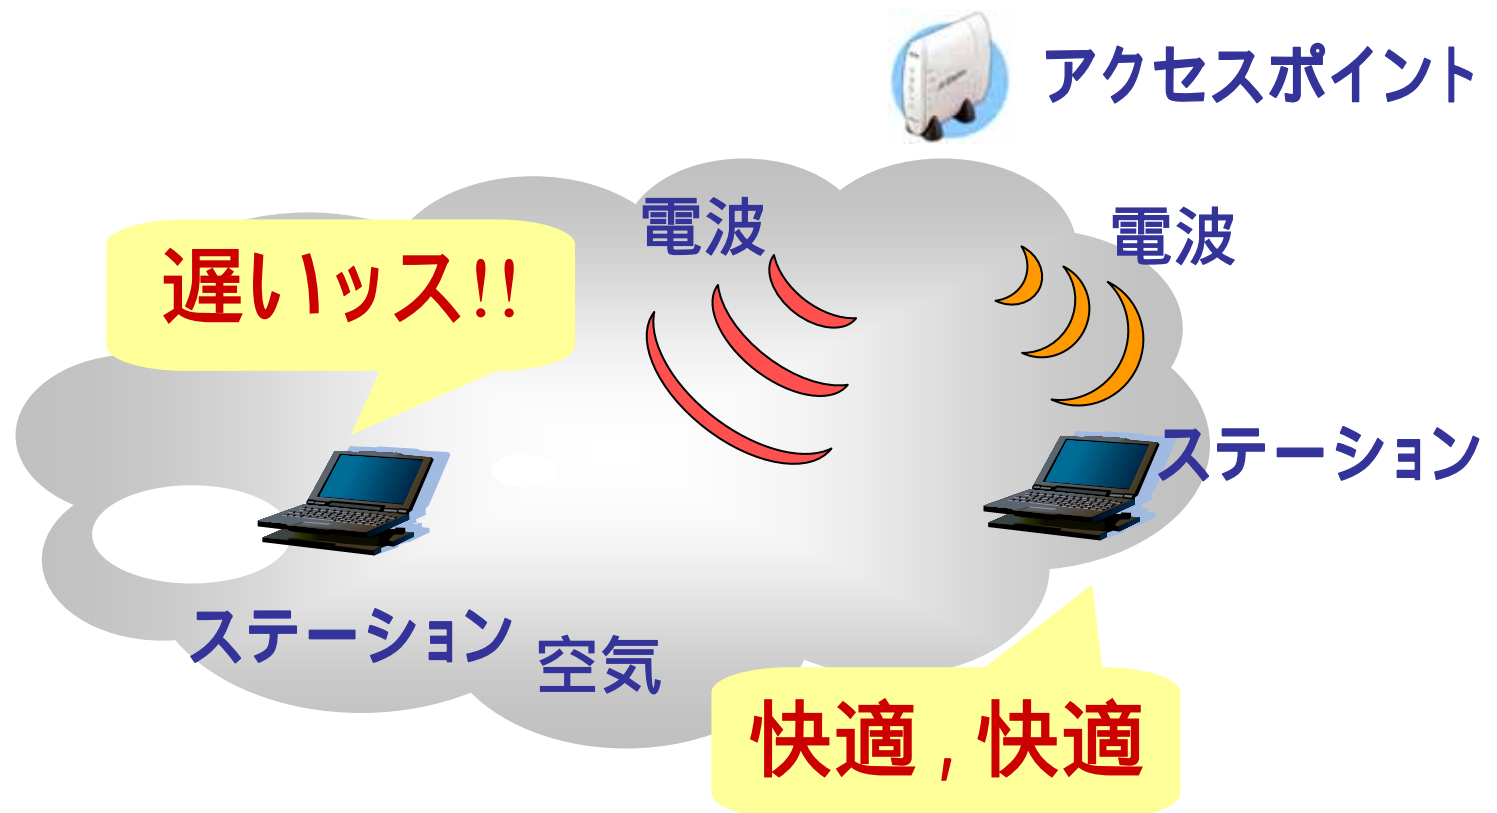 アクセスポイント
電波
電波
遅いッス!!
ステーション
ステーション
空気
快適,快適